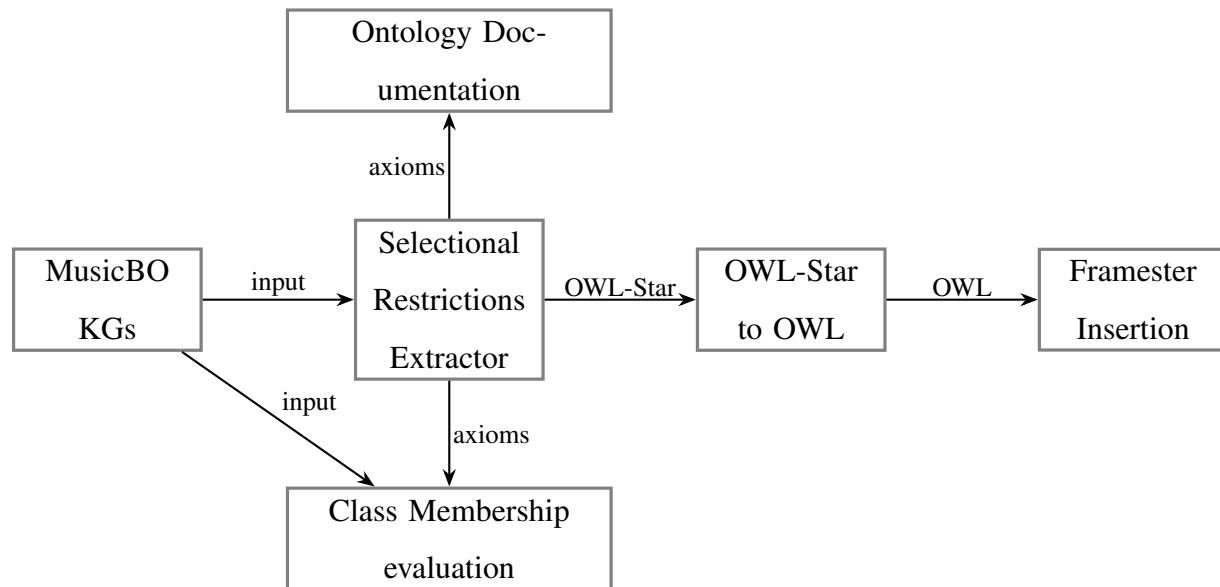 Ontology Doc-
umentation
axioms
MusicBO
KGs
input
Selectional
Restrictions
Extractor
OWL-Star
OWL-Star
to OWL
OWL
Framester
Insertion
input
axioms
Class Membership
evaluation